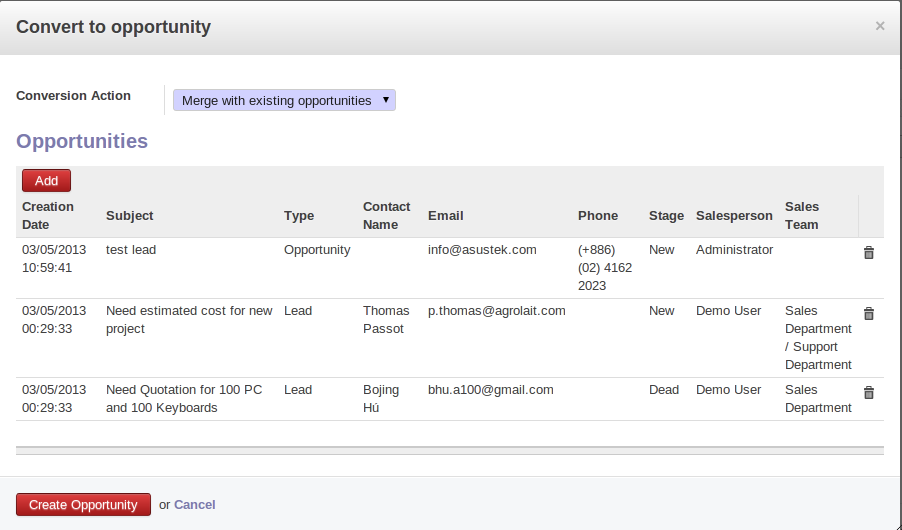 Convert to opportunity ×
Conversion Action Merge with existing opportunities
Opportunities
Add
Creation Date Subject Type Contact Name Email Phone Stage Salesperson Sales Team
03/05/2013 10:59:41 test lead Opportunity info@asustek.com (+886) (02) 4162 2023 New Administrator
03/05/2013 00:29:33 Need estimated cost for new project Lead Thomas Passot p.thomas@agrolait.com New Demo User Sales Department / Support Department
03/05/2013 00:29:33 Need Quotation for 100 PC and 100 Keyboards Lead Bojing Hú bhu.a100@gmail.com Dead Demo User Sales Department
Create Opportunity or Cancel